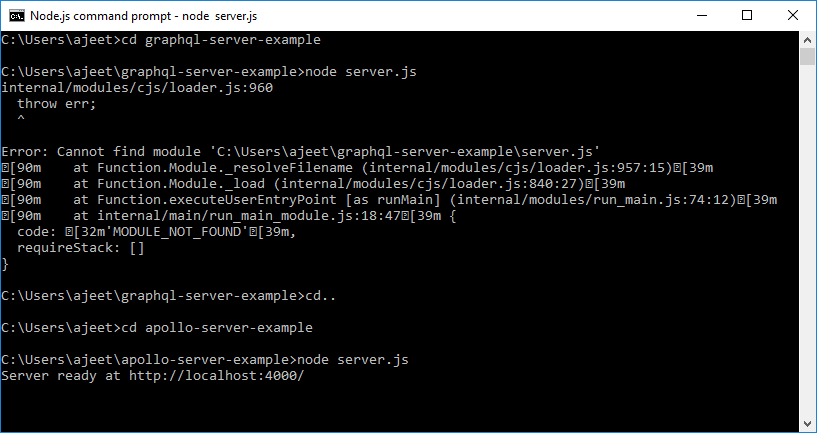 Node.js command prompt - node server.js
C:\Users\ajeet>cd graphql-server-example
C:\Users\ajeet\graphql-server-example>node server.js
internal/modules/cjs/loader.js:960
  throw err;
  ^
Error: Cannot find module 'C:\Users\ajeet\graphql-server-example\server.js'
�[90m    at Function.Module._resolveFilename (internal/modules/cjs/loader.js:957:15)�[39m
�[90m    at Function.Module._load (internal/modules/cjs/loader.js:840:27)�[39m
�[90m    at Function.executeUserEntryPoint [as runMain] (internal/modules/run_main.js:74:12)�[39m
�[90m    at internal/main/run_main_module.js:18:47�[39m {
  code: �[32m'MODULE_NOT_FOUND'�[39m,
  requireStack: []
}
C:\Users\ajeet\graphql-server-example>cd..
C:\Users\ajeet>cd apollo-server-example
C:\Users\ajeet\apollo-server-example>node server.js
Server ready at http://localhost:4000/